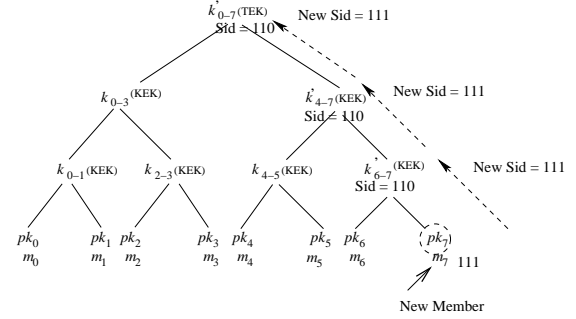 k'0–7(TEK) New Sid = 111
Sid = 110
k0–3(KEK) k'4–7(KEK) New Sid = 111
Sid = 110
k0–1(KEK) k2–3(KEK) k4–5(KEK) k'6–7(KEK) New Sid = 111
Sid = 110
pk0 pk1 pk2 pk3 pk4 pk5 pk6 pk7
m0 m1 m2 m3 m4 m5 m6 m7 111
New Member